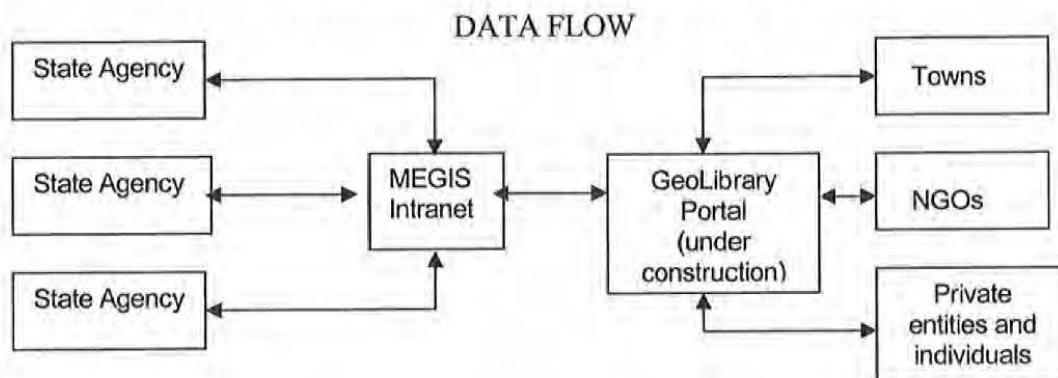 DATA FLOW
State Agency
State Agency
State Agency
MEGIS
Intranet
GeoLibrary
Portal
(under
construction)
Towns
NGOs
Private
entities and
individuals